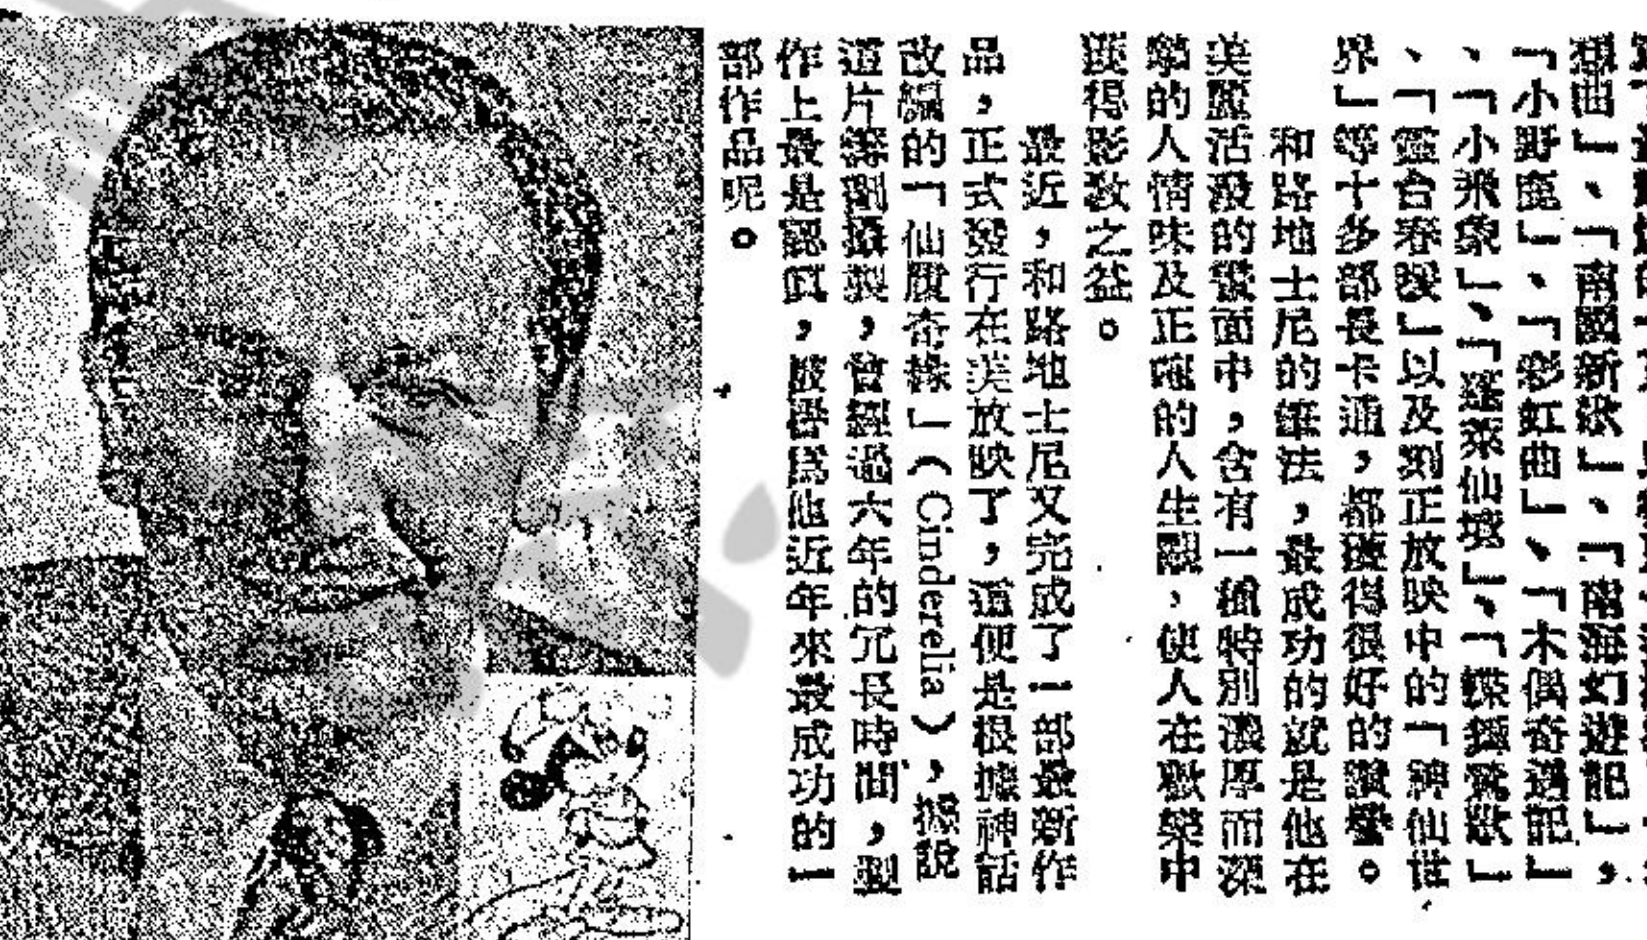 想曲」、「南國新歌」、「南海幻遊記」，
「小野鹿」、「彩虹曲」、「木偶奇遇記」
、「小飛象」、「蓬萊仙境」、「蝶鳳鶯歌」
、「靈台春暖」以及刻正放映中的「神仙世
界」等十多部長卡通，都獲得很好的讚譽。
和路地士尼的筆法，最成功的就是他在
美麗活潑的畫面中，含有一種特別濃厚而深
摯的人情味及正確的人生觀，使人在歡樂中
獲得影教之益。
最近，和路地士尼又完成了一部最新作
品，正式發行在美放映了，這便是根據神話
改編的「仙履奇緣」（Cinderelia），據說
道片籌劃攝製，曾經過六年的冗長時間，製
作上最是認真，被譽爲他近年來最成功的一
部作品呢。